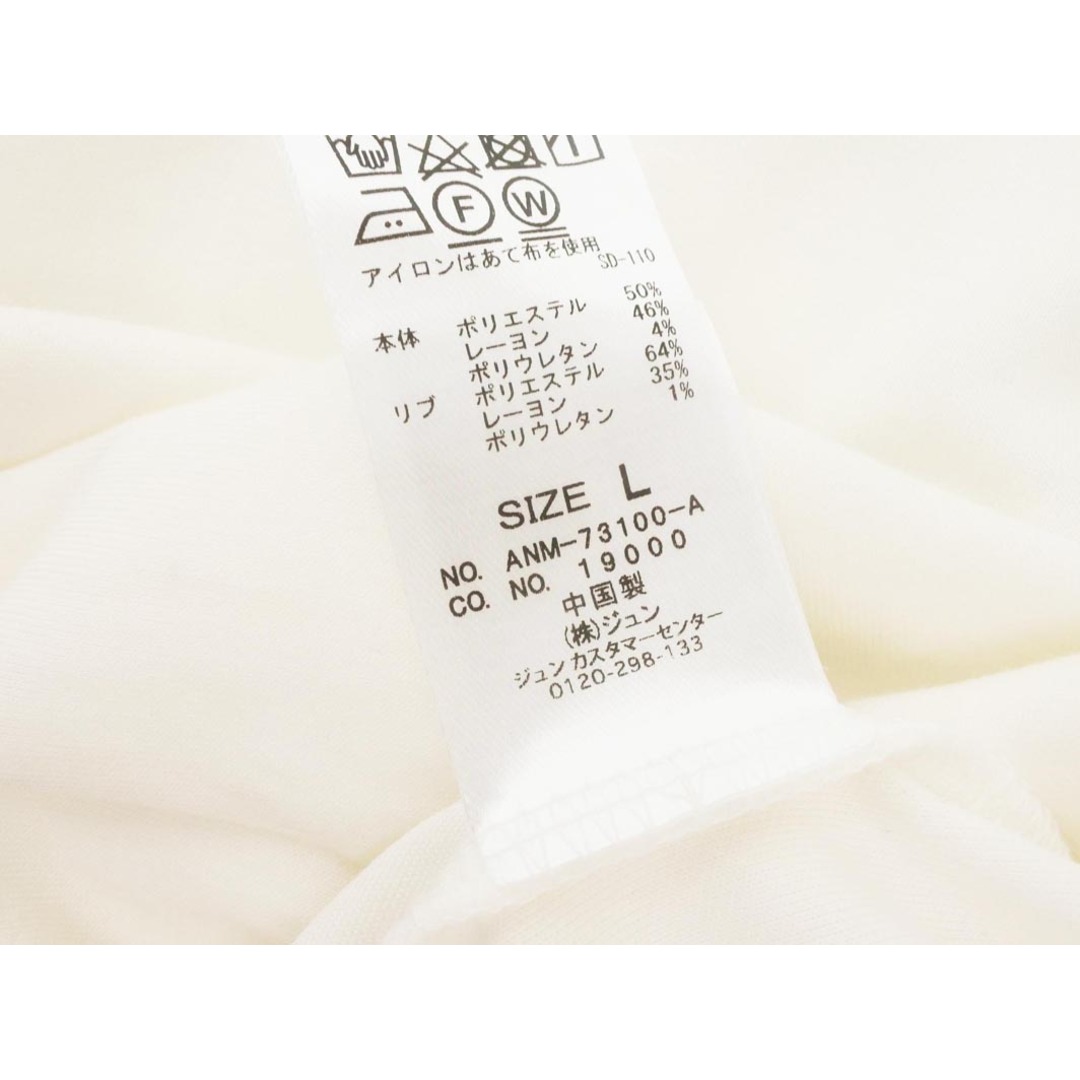 F W
アイロンはあて布を使用 SD-110
本体 ポリエステル 50%
レーヨン 46%
ポリウレタン 4%
リブ ポリエステル 64%
レーヨン 35%
ポリウレタン 1%
SIZE L
NO. ANM-73100-A
CO. NO. 19000
中国製
(株)ジュン
ジュンカスタマーセンター
0120-298-133